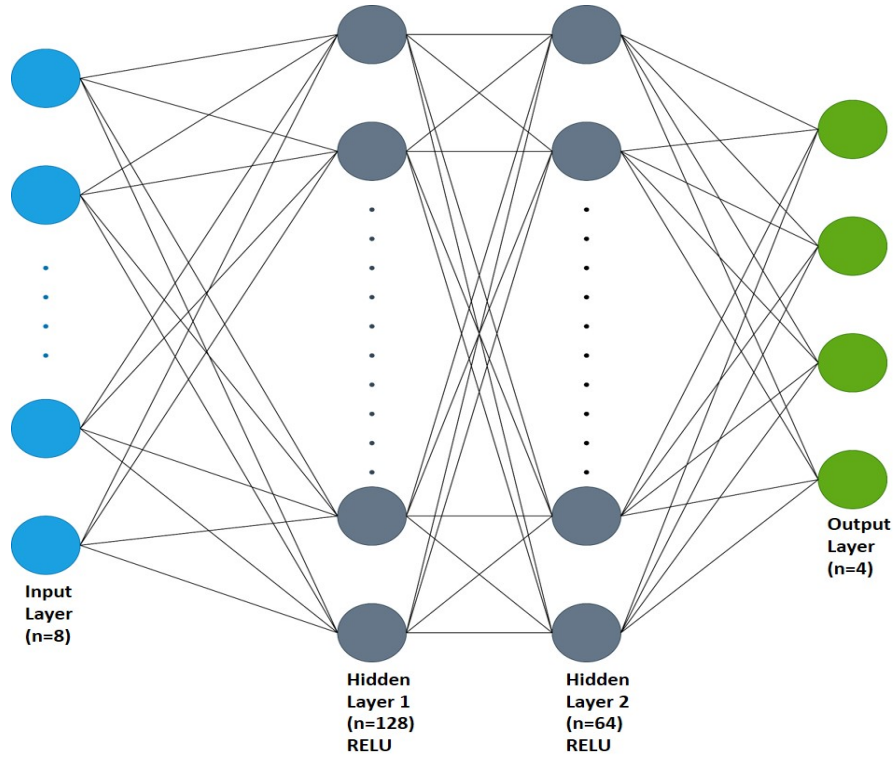 Input
Layer
(n=8)
Hidden
Layer 1
(n=128)
RELU
Hidden
Layer 2
(n=64)
RELU
Output
Layer
(n=4)